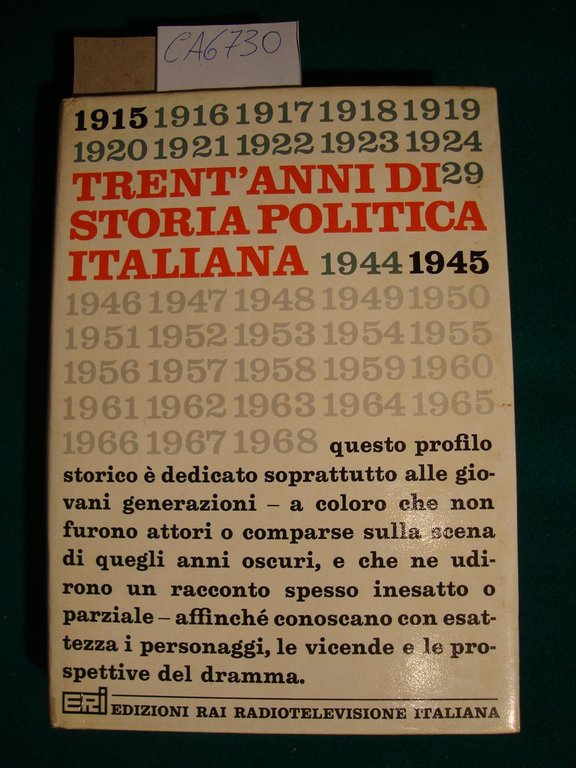 CA6730
1915 1916 1917 1918 1919
1920 1921 1922 1923 1924
TRENT'ANNI DI 29
STORIA POLITICA
ITALIANA 1944 1945
1946 1947 1948 1949 1950
1951 1952 1953 1954 1955
1956 1957 1958 1959 1960
1961 1962 1963 1964 1965
1966 1967 1968 questo profilo
storico è dedicato soprattutto alle gio-
vani generazioni – a coloro che non
furono attori o comparse sulla scena
di quegli anni oscuri, e che ne udi-
rono un racconto spesso inesatto o
parziale – affinché conoscano con esat-
tezza i personaggi, le vicende e le pro-
spettive del dramma.
ERI EDIZIONI RAI RADIOTELEVISIONE ITALIANA